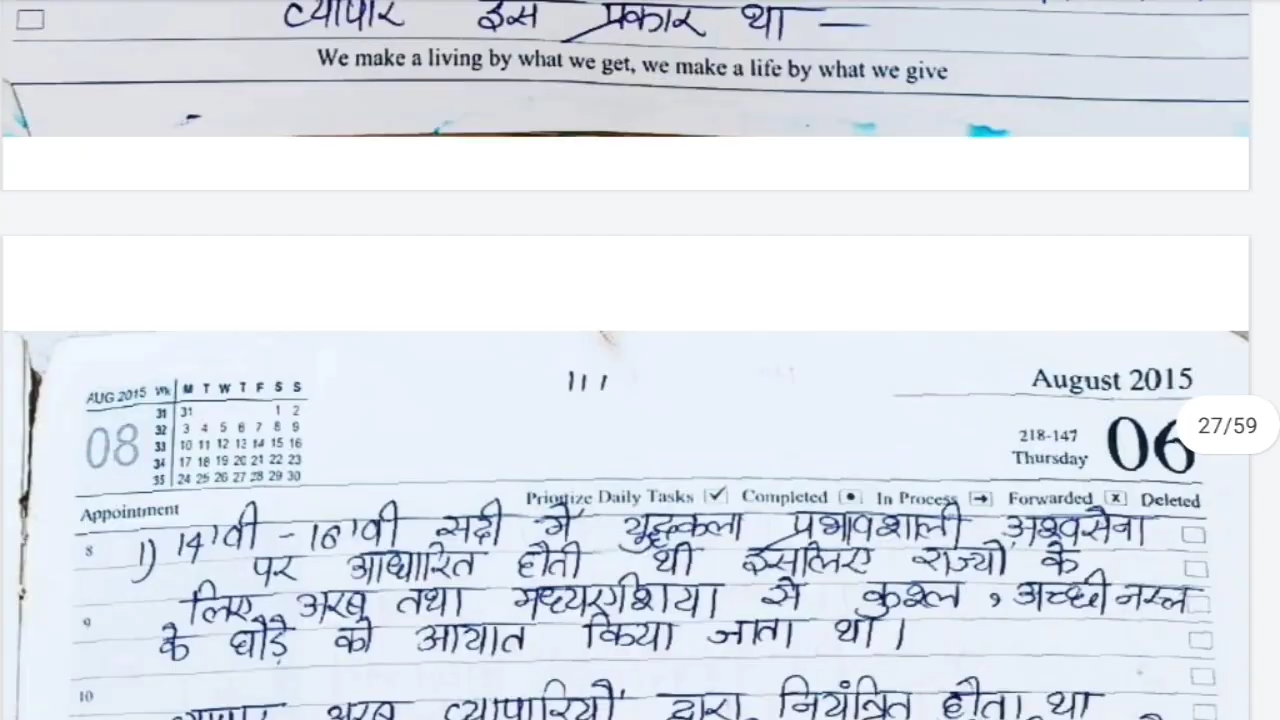 व्यापार इस प्रकार था —
We make a living by what we get, we make a life by what we give
111
August 2015
AUG 2015 Wk M T W T F S S
31 31 1 2
32 3 4 5 6 7 8 9
33 10 11 12 13 14 15 16
34 17 18 19 20 21 22 23
35 24 25 26 27 28 29 30
08
218-147
Thursday
06
27/59
Appointment
Prioritize Daily Tasks Completed In Process Forwarded Deleted
8
1) 14'वी - 16'वी सदी में युद्धकला प्रभावशाली अश्वसेवा
पर आधारित होती थी इसलिए राज्यों के
9
लिए अरब तथा मध्यएशिया से कुशल, अच्छी नस्ल
के घौड़े को आयात किया जाता था।
10
अरब व्यापारियों द्वारा नियंत्रित होता था